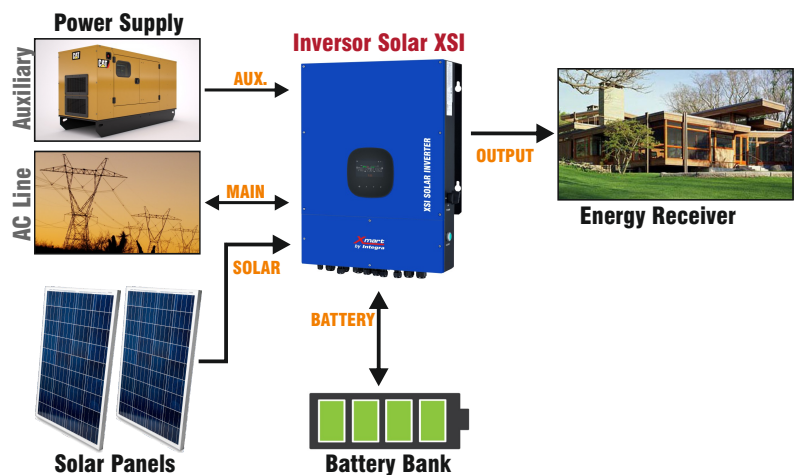 Power Supply
Auxiliary
CAT
CAT
AUX.
AC Line
MAIN
SOLAR
Solar Panels
Inversor Solar XSI
XSI SOLAR INVERTER
Xmart
by Integra
BATTERY
Battery Bank
OUTPUT
Energy Receiver